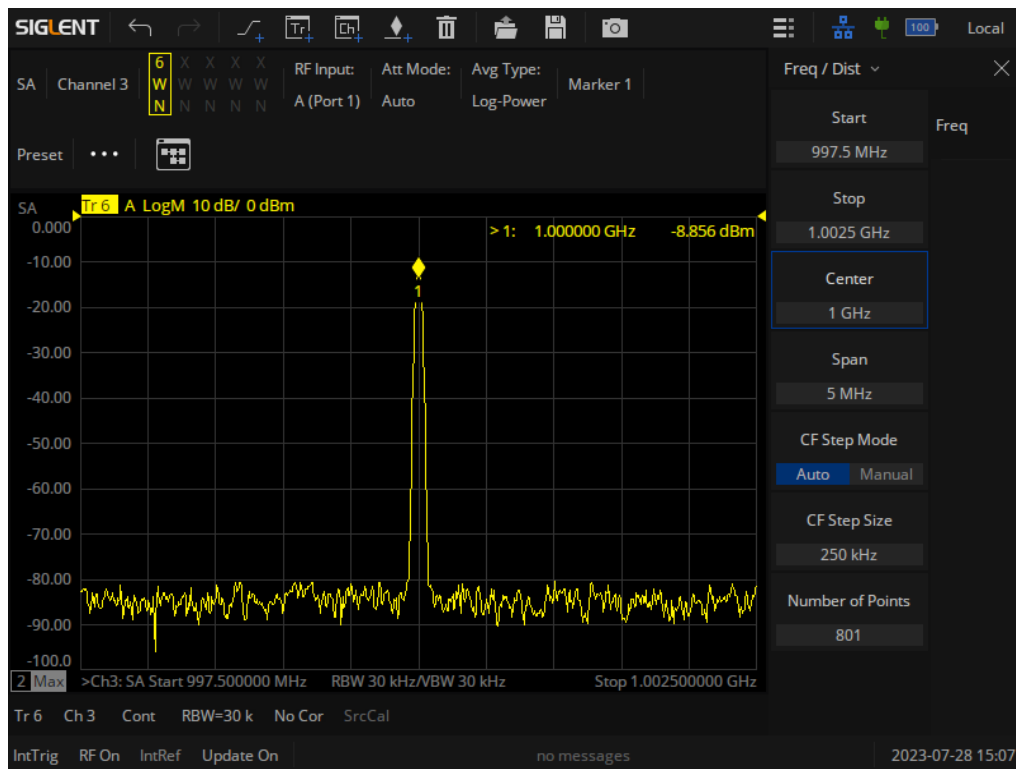 SIGLENT Tr Ch 100 Local
SA Channel 3 6 X X X X RF Input: Att Mode: Avg Type: Marker 1
W W W W W
N N N N N A (Port 1) Auto Log-Power
Preset
Freq / Dist
Start
997.5 MHz
Freq
Stop
1.0025 GHz
Center
1 GHz
Span
5 MHz
CF Step Mode
Auto Manual
CF Step Size
250 kHz
Number of Points
801
SA Tr 6 A LogM 10 dB/ 0 dBm
0.000
> 1: 1.000000 GHz -8.856 dBm
-10.00
1
-20.00
-30.00
-40.00
-50.00
-60.00
-70.00
-80.00
-90.00
-100.0
2 Max >Ch3: SA Start 997.500000 MHz RBW 30 kHz/VBW 30 kHz Stop 1.002500000 GHz
Tr 6 Ch 3 Cont RBW=30 k No Cor SrcCal
IntTrig RF On IntRef Update On no messages 2023-07-28 15:07